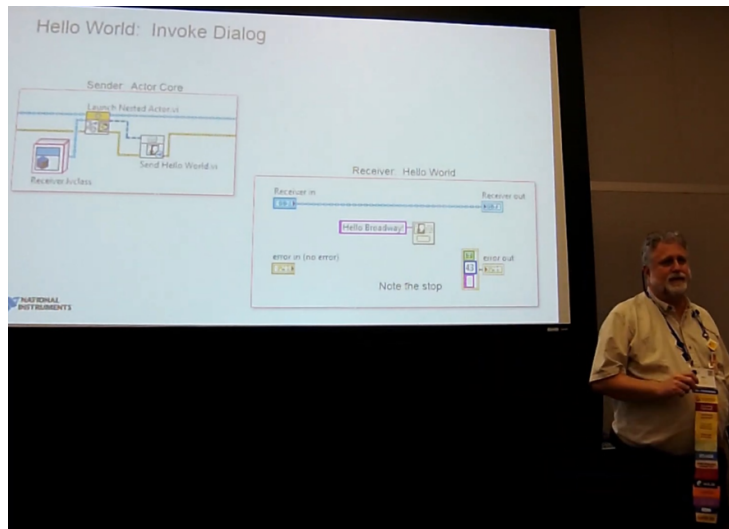 Hello World: Invoke Dialog
Sender: Actor Core
Launch Nested Actor.vi
Send Hello World.vi
Receiver.lvclass
Receiver: Hello World
Receiver in
Receiver out
Hello Broadway!
error in (no error)
43
error out
Note the stop
NATIONAL
INSTRUMENTS